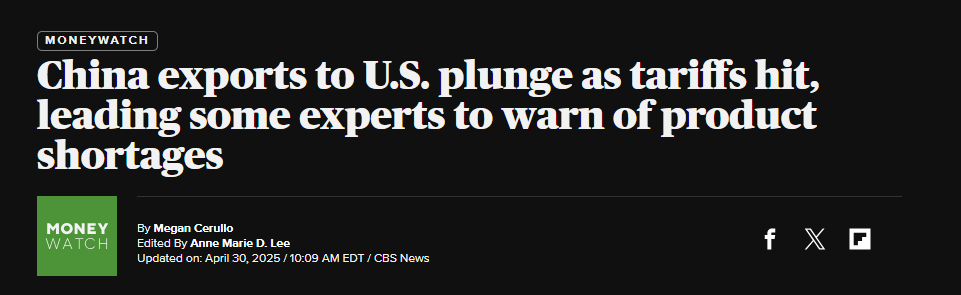 MONEYWATCH
China exports to U.S. plunge as tariffs hit,
leading some experts to warn of product
shortages
MONEY
WATCH
By Megan Cerullo
Edited By Anne Marie D. Lee
Updated on: April 30, 2025 / 10:09 AM EDT / CBS News